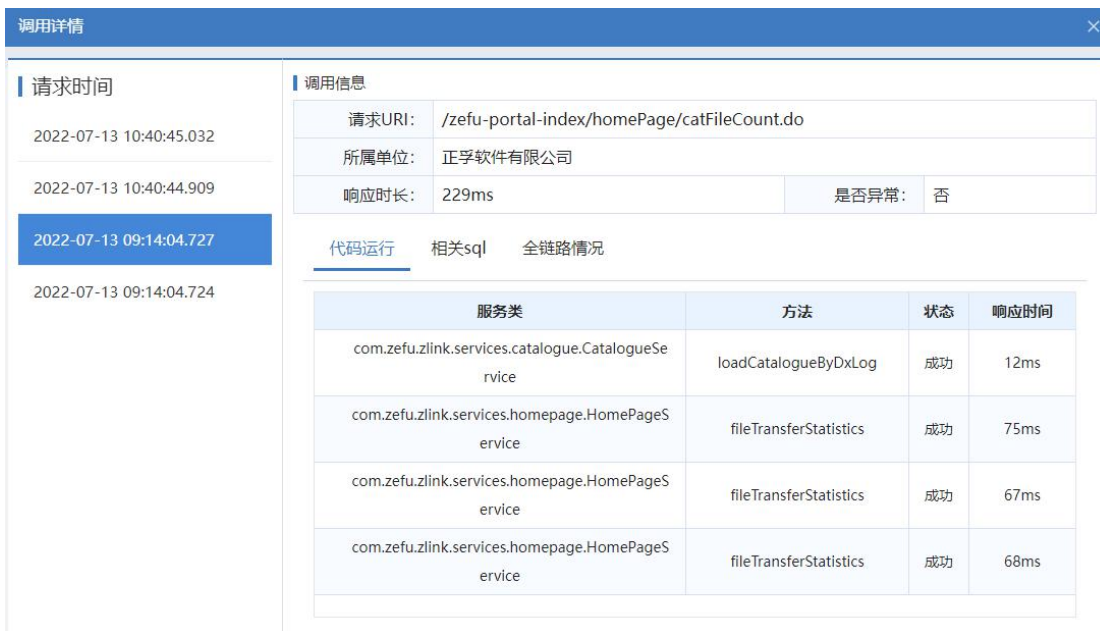 调用详情
请求时间
2022-07-13 10:40:45.032
2022-07-13 10:40:44.909
2022-07-13 09:14:04.727
2022-07-13 09:14:04.724
调用信息
请求URI: /zefu-portal-index/homePage/catFileCount.do
所属单位: 正孚软件有限公司
响应时长: 229ms 是否异常: 否
代码运行 相关sql 全链路情况
服务类 方法 状态 响应时间
com.zefu.zlink.services.catalogue.CatalogueSe
rvice
loadCatalogueByDxLog 成功 12ms
com.zefu.zlink.services.homepage.HomePageS
ervice
fileTransferStatistics 成功 75ms
com.zefu.zlink.services.homepage.HomePageS
ervice
fileTransferStatistics 成功 67ms
com.zefu.zlink.services.homepage.HomePageS
ervice
fileTransferStatistics 成功 68ms